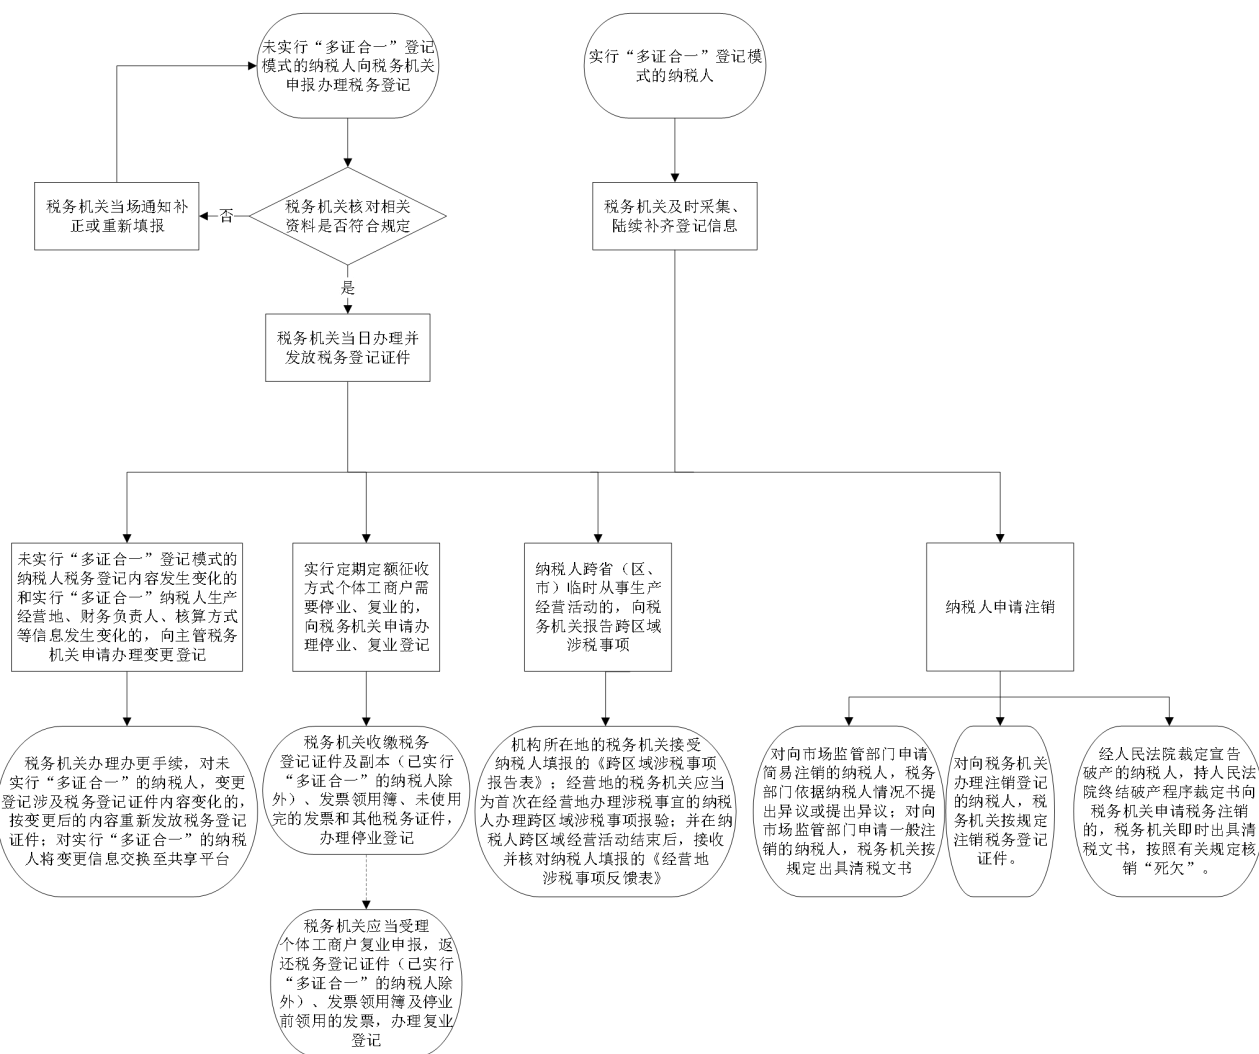 未实行“多证合一”登记
模式的纳税人向税务机关
申报办理税务登记
实行“多证合一”登记模
式的纳税人
税务机关当场通知补
正或重新填报
否
税务机关核对相关
资料是否符合规定
税务机关及时采集、
陆续补齐登记信息
是
税务机关当日办理并
发放税务登记证件
未实行“多证合一”登记模式的
纳税人税务登记内容发生变化的
和实行“多证合一”纳税人生产
经营地、财务负责人、核算方式
等信息发生变化的，向主管税务
机关申请办理变更登记
实行定期定额征收
方式个体工商户需
要停业、复业的，
向税务机关申请办
理停业、复业登记
纳税人跨省（区、
市）临时从事生产
经营活动的，向税
务机关报告跨区域
涉税事项
纳税人申请注销
税务机关办理办更手续，对未
实行“多证合一”的纳税人，变更
登记涉及税务登记证件内容变化的，
按变更后的内容重新发放税务登记
证件；对实行“多证合一”的纳税
人将变更信息交换至共享平台
税务机关收缴税务
登记证件及副本（已实行
“多证合一”的纳税人除
外）、发票领用簿、未使用
完的发票和其他税务证件，
办理停业登记
机构所在地的税务机关接受
纳税人填报的《跨区域涉税事项
报告表》；经营地的税务机关应当
为首次在经营地办理涉税事宜的纳税
人办理跨区域涉税事项报验；并在纳
税人跨区域经营活动结束后，接收
并核对纳税人填报的《经营地
涉税事项反馈表》
对向市场监管部门申请
简易注销的纳税人，税务
部门依据纳税人情况不提
出异议或提出异议；对向
市场监管部门申请一般注
销的纳税人，税务机关按
规定出具清税文书
对向税务机关
办理注销登记
的纳税人，税
务机关按规定
注销税务登记
证件。
经人民法院裁定宣告
破产的纳税人，持人民法
院终结破产程序裁定书向
税务机关申请税务注销
的，税务机关即时出具清
税文书，按照有关规定核
销“死欠”。
税务机关应当受理
个体工商户复业申报，返
还税务登记证件（已实行
“多证合一”的纳税人除
外）、发票领用簿及停业
前领用的发票，办理复业
登记